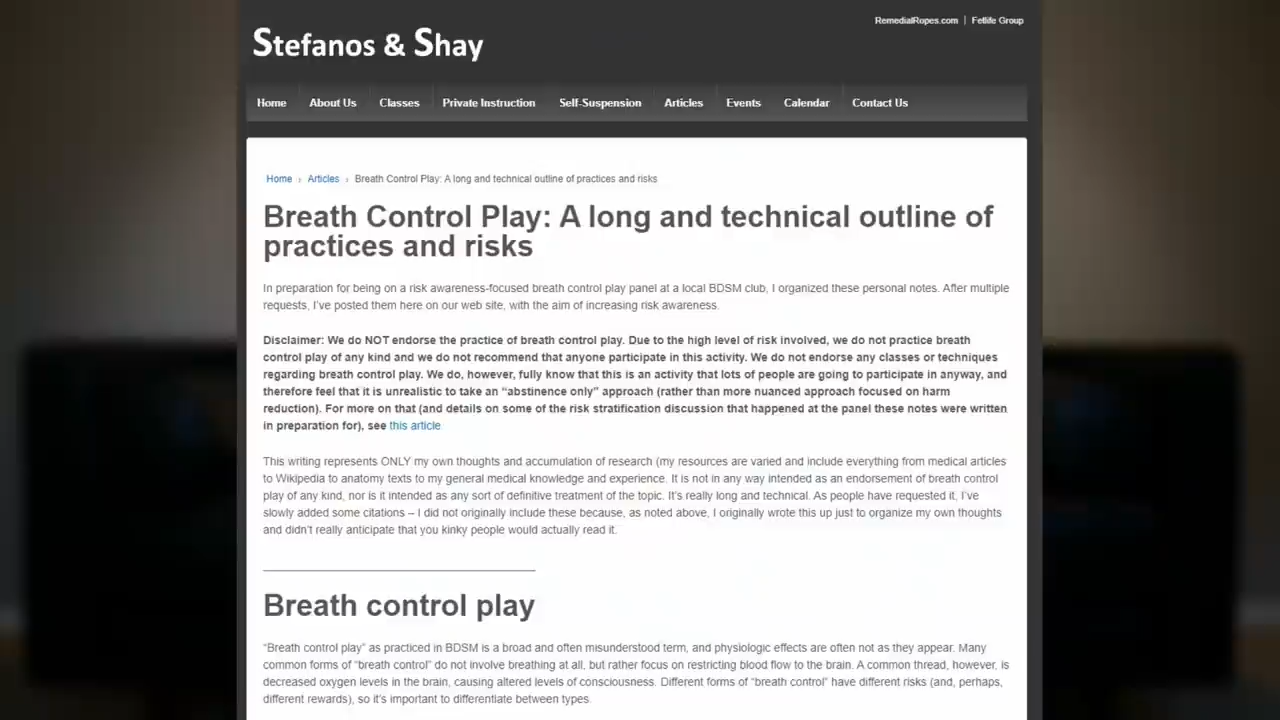 RemedialRopes.com | Fetlife Group
Stefanos & Shay
Home About Us Classes Private Instruction Self-Suspension Articles Events Calendar Contact Us
Home › Articles › Breath Control Play: A long and technical outline of practices and risks
Breath Control Play: A long and technical outline of
practices and risks
In preparation for being on a risk awareness-focused breath control play panel at a local BDSM club, I organized these personal notes. After multiple
requests, I've posted them here on our web site, with the aim of increasing risk awareness.
Disclaimer: We do NOT endorse the practice of breath control play. Due to the high level of risk involved, we do not practice breath
control play of any kind and we do not recommend that anyone participate in this activity. We do not endorse any classes or techniques
regarding breath control play. We do, however, fully know that this is an activity that lots of people are going to participate in anyway, and
therefore feel that it is unrealistic to take an “abstinence only” approach (rather than more nuanced approach focused on harm
reduction). For more on that (and details on some of the risk stratification discussion that happened at the panel these notes were written
in preparation for), see this article
This writing represents ONLY my own thoughts and accumulation of research (my resources are varied and include everything from medical articles
to Wikipedia to anatomy texts to my general medical knowledge and experience. It is not in any way intended as an endorsement of breath control
play of any kind, nor is it intended as any sort of definitive treatment of the topic. It's really long and technical. As people have requested it, I've
slowly added some citations – I did not originally include these because, as noted above, I originally wrote this up just to organize my own thoughts
and didn't really anticipate that you kinky people would actually read it.
Breath control play
“Breath control play” as practiced in BDSM is a broad and often misunderstood term, and physiologic effects are often not as they appear. Many
common forms of “breath control” do not involve breathing at all, but rather focus on restricting blood flow to the brain. A common thread, however, is
decreased oxygen levels in the brain, causing altered levels of consciousness. Different forms of “breath control” have different risks (and, perhaps,
different rewards), so it's important to differentiate between types.